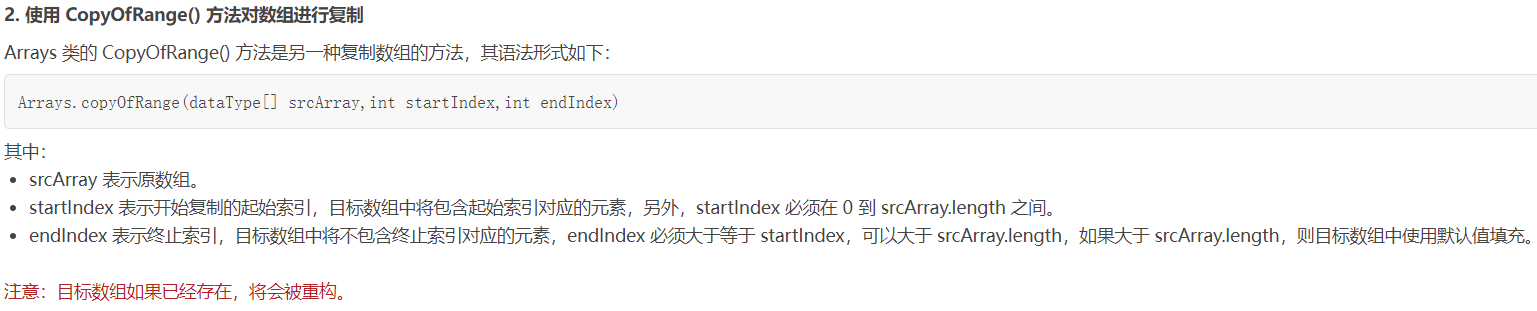 2. 使用 CopyOfRange() 方法对数组进行复制
Arrays 类的 CopyOfRange() 方法是另一种复制数组的方法，其语法形式如下：
Arrays.copyOfRange(dataType[] srcArray,int startIndex,int endIndex)
其中：
• srcArray 表示原数组。
• startIndex 表示开始复制的起始索引，目标数组中将包含起始索引对应的元素，另外，startIndex 必须在 0 到 srcArray.length 之间。
• endIndex 表示终止索引，目标数组中将不包含终止索引对应的元素，endIndex 必须大于等于 startIndex，可以大于 srcArray.length，如果大于 srcArray.length，则目标数组中使用默认值填充。
注意：目标数组如果已经存在，将会被重构。